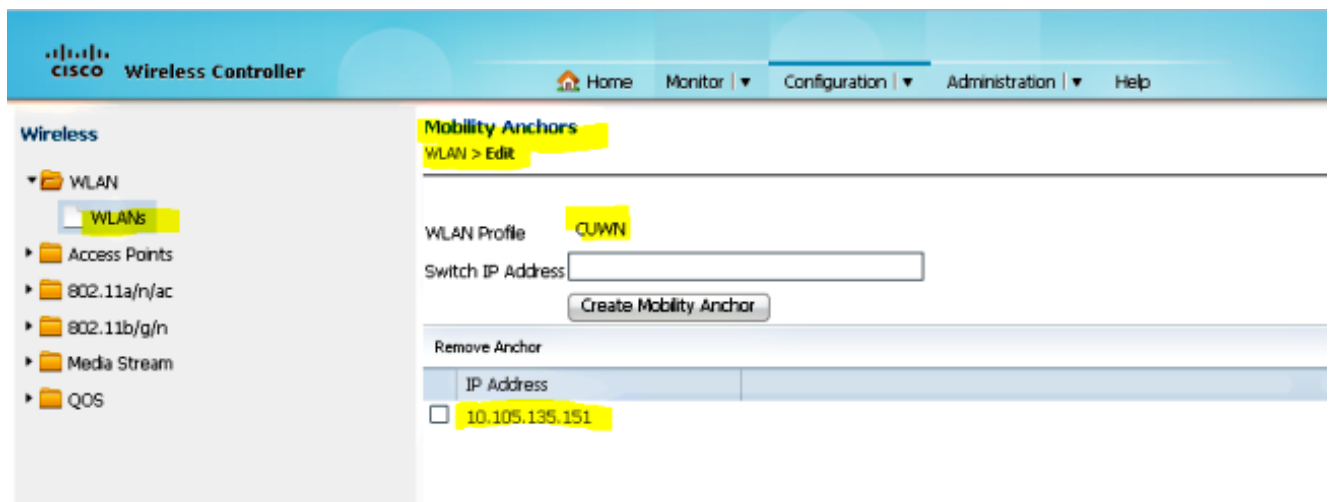 CISCO Wireless Controller
Home Monitor | ▼ Configuration | ▼ Administration | ▼ Help
Wireless
WLAN
WLANs
Access Points
802.11a/n/ac
802.11b/g/n
Media Stream
QOS
Mobility Anchors
WLAN > Edit
WLAN Profile CUWN
Switch IP Address
Create Mobility Anchor
Remove Anchor
IP Address
10.105.135.151